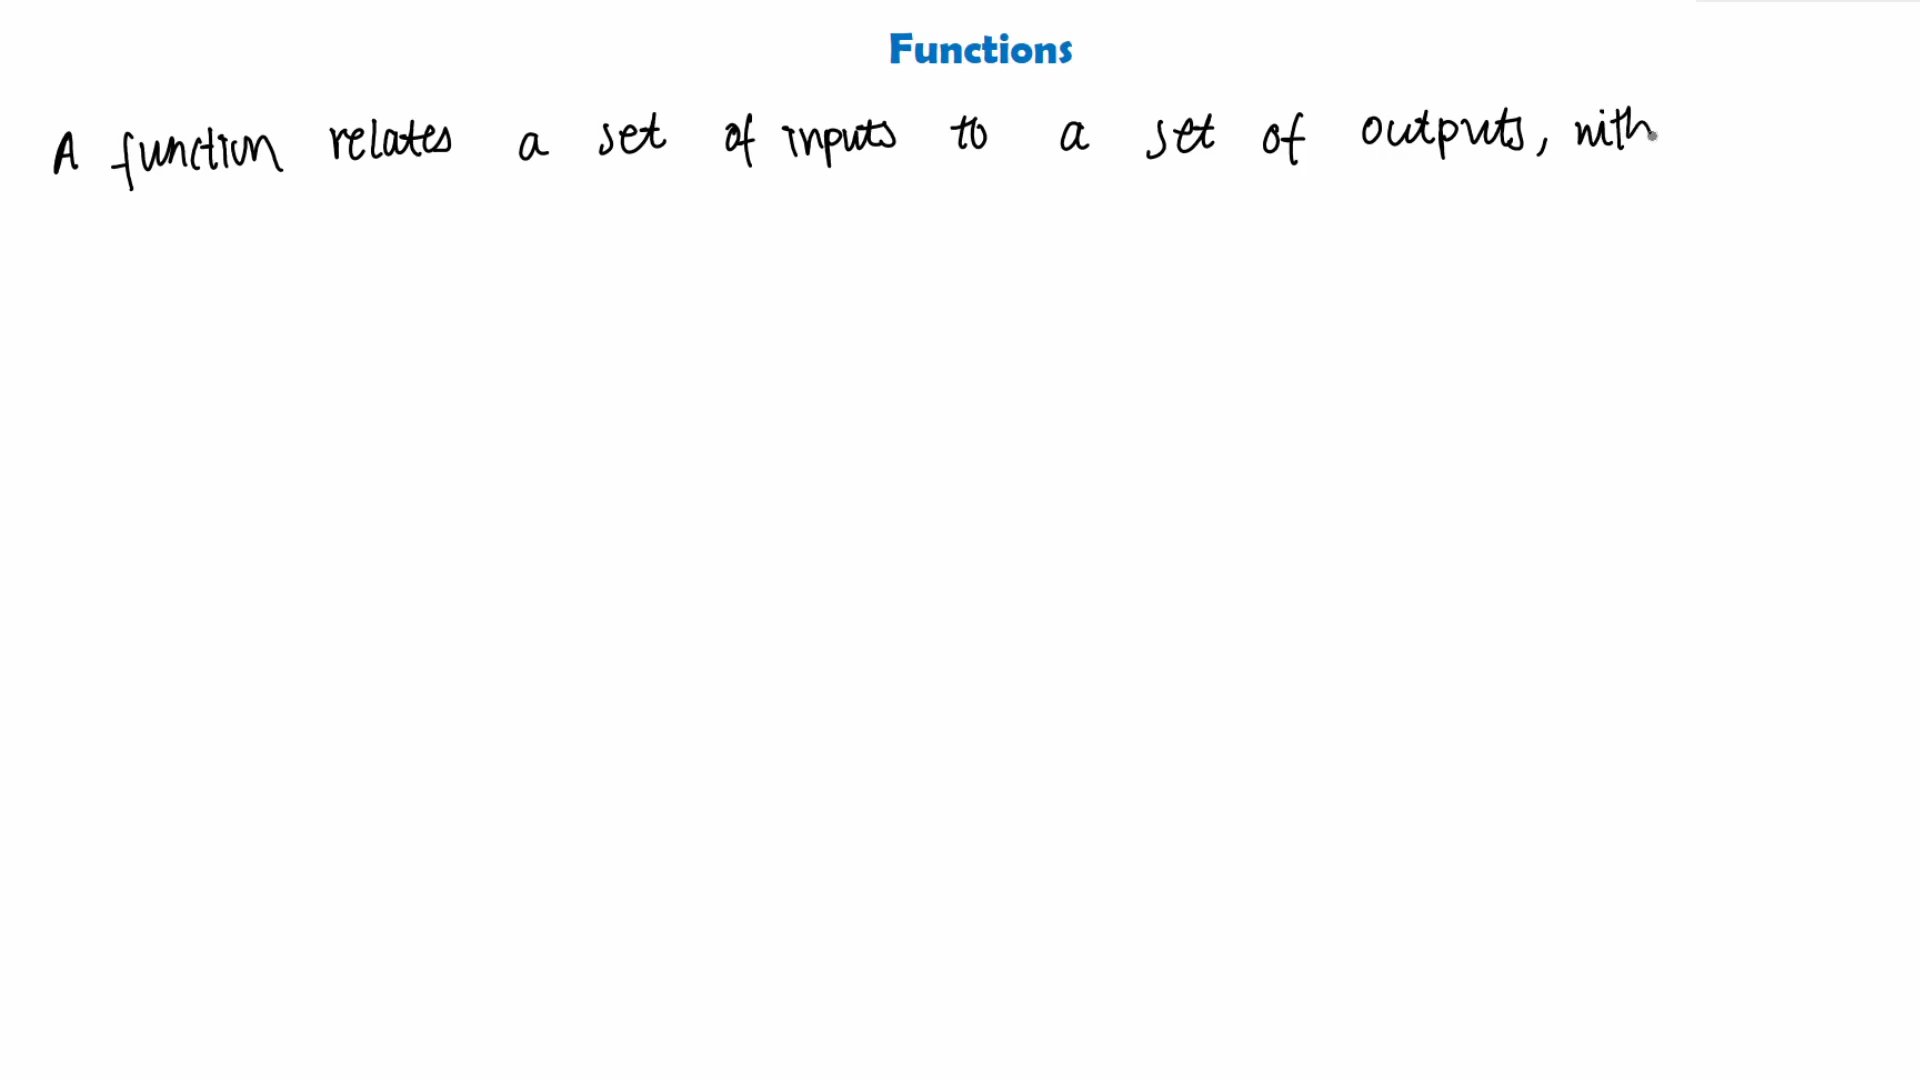 Functions
A function relates a set of inputs to a set of outputs, with